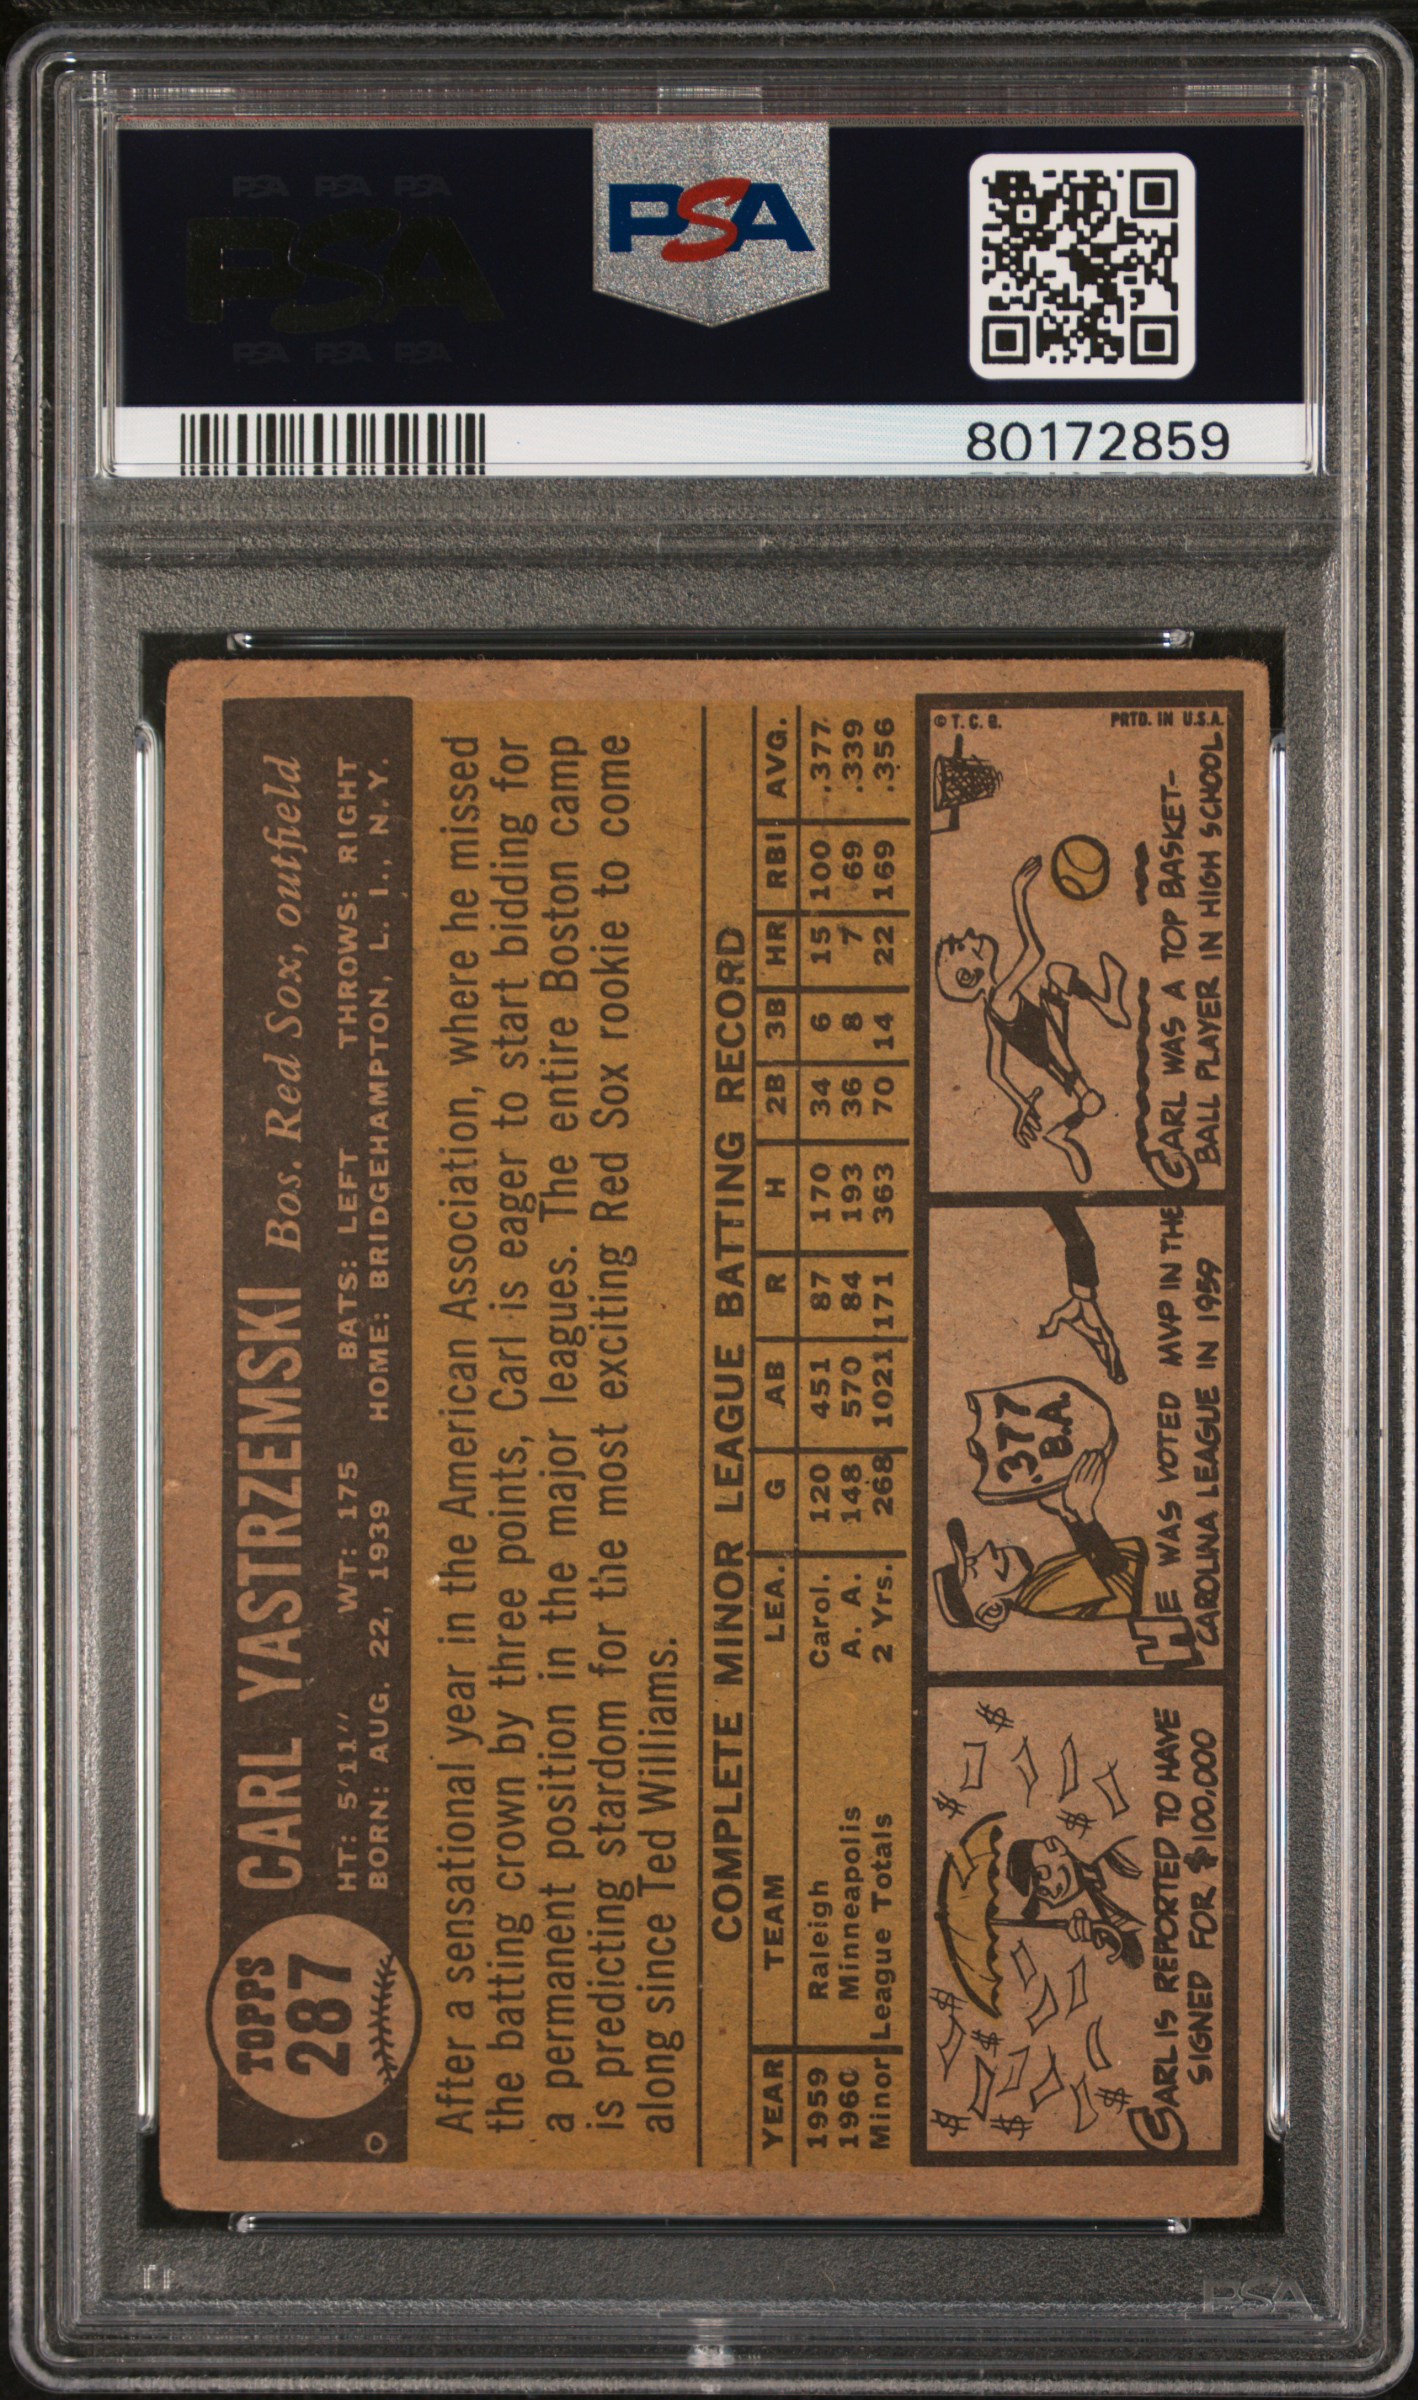 PSA PSA PSA
PSA
PSA PSA PSA
PSA
80172859
TOPPS
287
CARL YASTRZEMSKI Bos. Red Sox, outfield
HT: 5'11" WT: 175 BATS: LEFT THROWS: RIGHT
BORN: AUG. 22, 1939 HOME: BRIDGEHAMPTON, L. I., N.Y.
After a sensational year in the American Association, where he missed
the batting crown by three points, Carl is eager to start bidding for
a permanent position in the major leagues. The entire Boston camp
is predicting stardom for the most exciting Red Sox rookie to come
along since Ted Williams.
COMPLETE MINOR LEAGUE BATTING RECORD
YEAR TEAM LEA. G AB R H 2B 3B HR RBI AVG.
1959 Raleigh Carol. 120 451 87 170 34 6 15 100 .377
1960 Minneapolis A. A. 148 570 84 193 36 8 7 69 .339
Minor League Totals 2 Yrs. 268 1021 171 363 70 14 22 169 .356
$ $ $ $ $ $ $ $
CARL IS REPORTED TO HAVE
SIGNED FOR $100,000
.377
B.A.
HE WAS VOTED MVP IN THE
CAROLINA LEAGUE IN 1959
© T. C. G.
PRTD. IN U.S.A.
CARL WAS A TOP BASKET-
BALL PLAYER IN HIGH SCHOOL
PSA